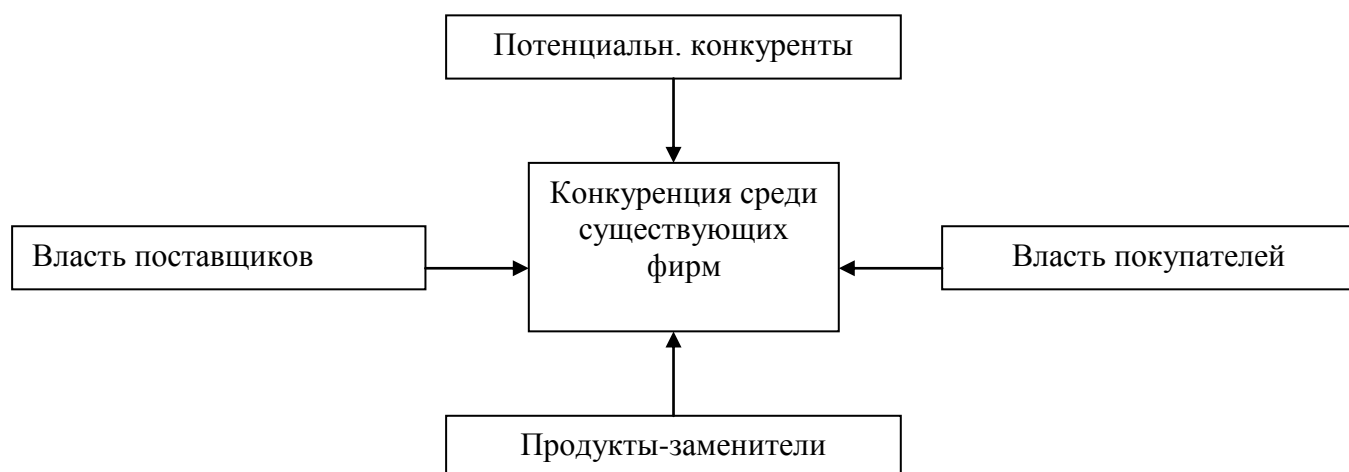 Потенциальн. конкуренты
Конкуренция среди
существующих
фирм
Власть поставщиков
Власть покупателей
Продукты-заменители